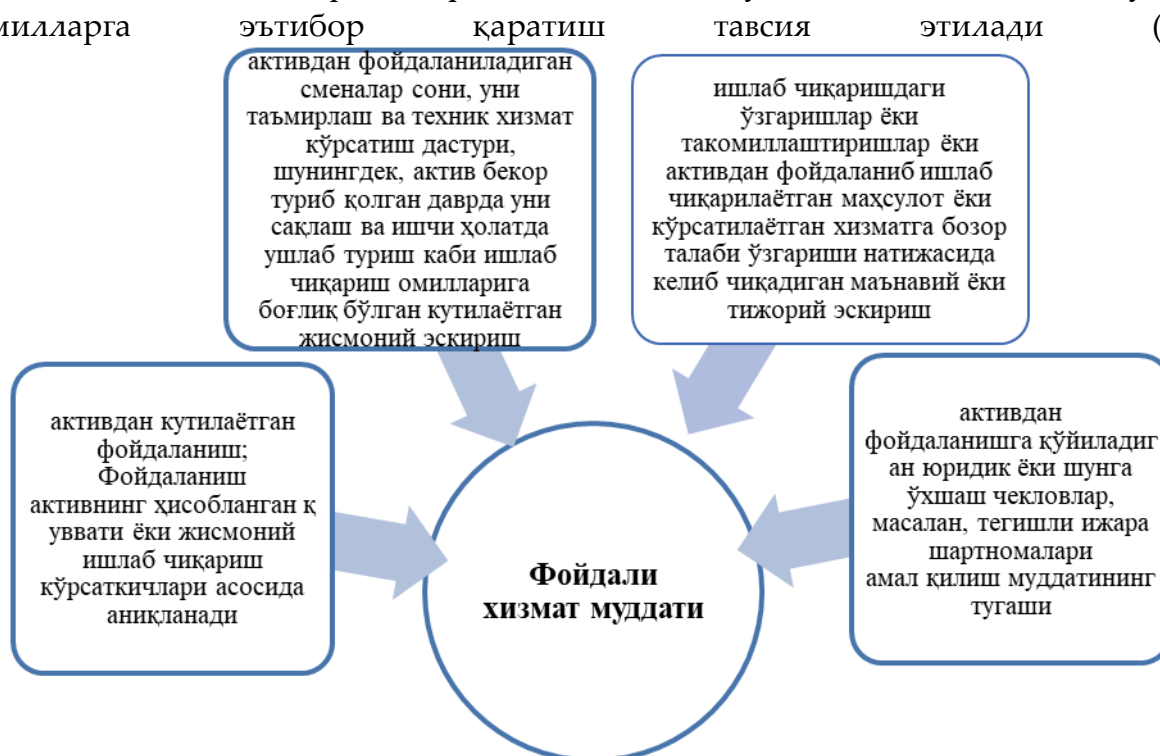 эътибор қаратиш тавсия этилади (
активдан фойдаланиладиган
сменалар сони, уни
таъмирлаш ва техник хизмат
кўрсатиш дастури,
шунингдек, актив бекор
туриб қолган даврда уни
сақлаш ва ишчи ҳолатда
ушлаб туриш каби ишлаб
чиқариш омилларига
боғлиқ бўлган кутилаётган
жисмоний эскириш
ишлаб чиқаришдаги
ўзгаришлар ёки
такомиллаштиришлар ёки
активдан фойдаланиб ишлаб
чиқарилаётган маҳсулот ёки
кўрсатилаётган хизматга бозор
талаби ўзгариши натижасида
келиб чиқадиган маънавий ёки
тижорий эскириш
активдан кутилаётган
фойдаланиш;
Фойдаланиш
активнинг ҳисобланган қ
уввати ёки жисмоний
ишлаб чиқариш
кўрсаткичлари асосида
аниқланади
активдан
фойдаланишга қўйиладиг
ан юридик ёки шунга
ўхшаш чекловлар,
масалан, тегишли ижара
шартномалари
амал қилиш муддатининг
тугаши
Фойдали
хизмат муддати